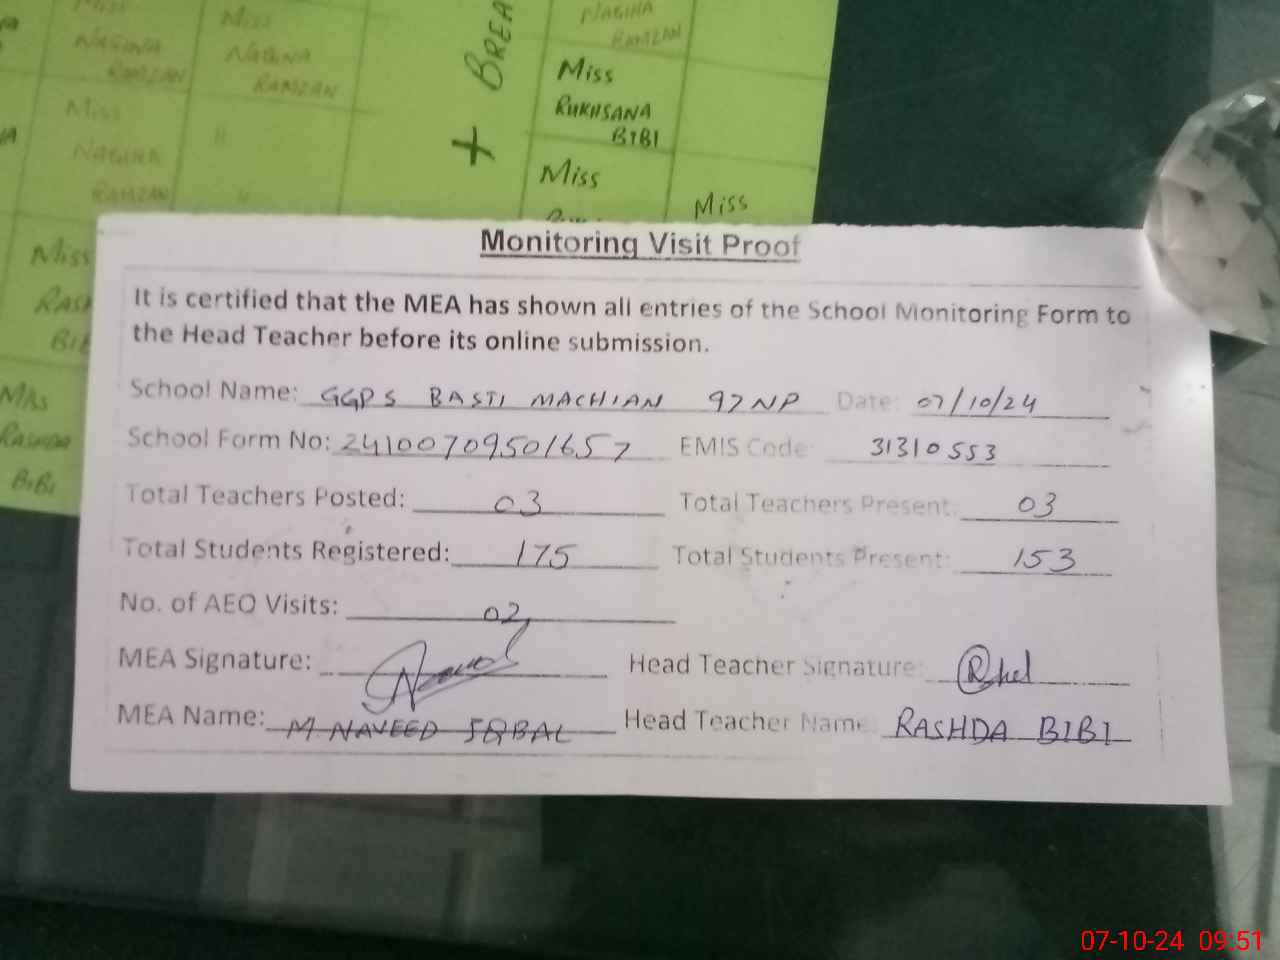 Miss
NAGINA
RAMZAN
Miss
NAGINA
RAMZAN
+ BREA
NAGINA
RAMZAN
Miss
RUKHSANA
BIBI
Miss
NAGINA
RAMZAN
"
"
Miss
Miss
Miss
RASH
BIB
Miss
RASHDA
BIBI
Monitoring Visit Proof
It is certified that the MEA has shown all entries of the School Monitoring Form to
the Head Teacher before its online submission.
School Name: GGPS BASTI MACHIAN 97NP Date: 07/10/24
School Form No: 24100709501657 EMIS Code: 31310553
Total Teachers Posted: 03 Total Teachers Present: 03
Total Students Registered: 175 Total Students Present: 153
No. of AEO Visits: 02
MEA Signature: Head Teacher Signature:
MEA Name: M NAVEED IQBAL Head Teacher Name: RASHDA BIBI
07-10-24 09:51